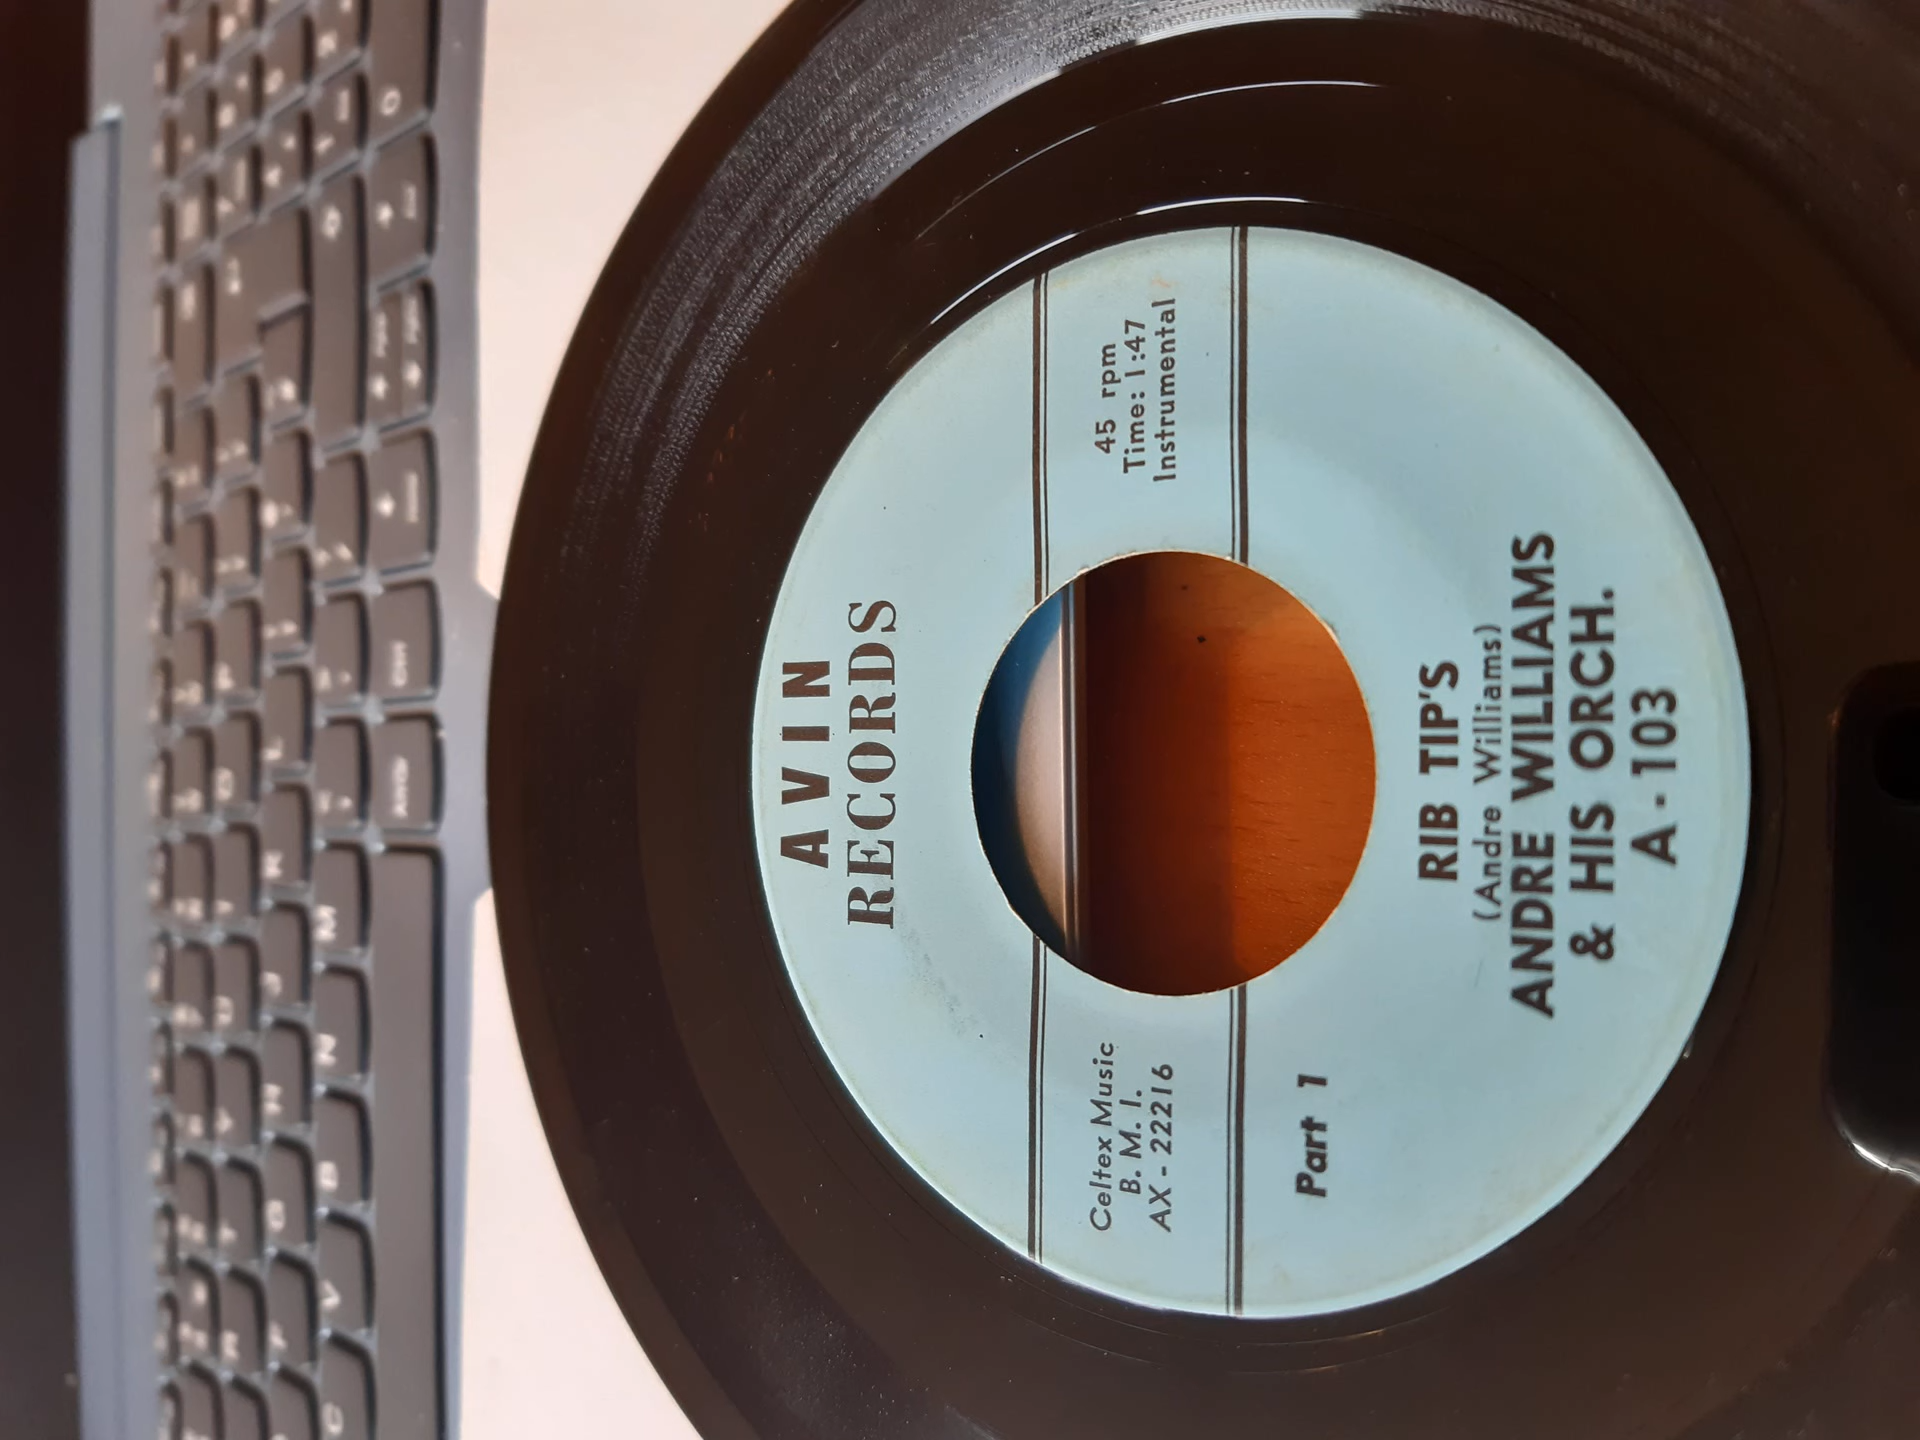 AVIN
RECORDS
Celtex Music
B. M. I.
AX - 22216
45 rpm
Time: 1:47
Instrumental
Part 1
RIB TIP'S
(Andre Williams)
ANDRE WILLIAMS
& HIS ORCH.
A - 103